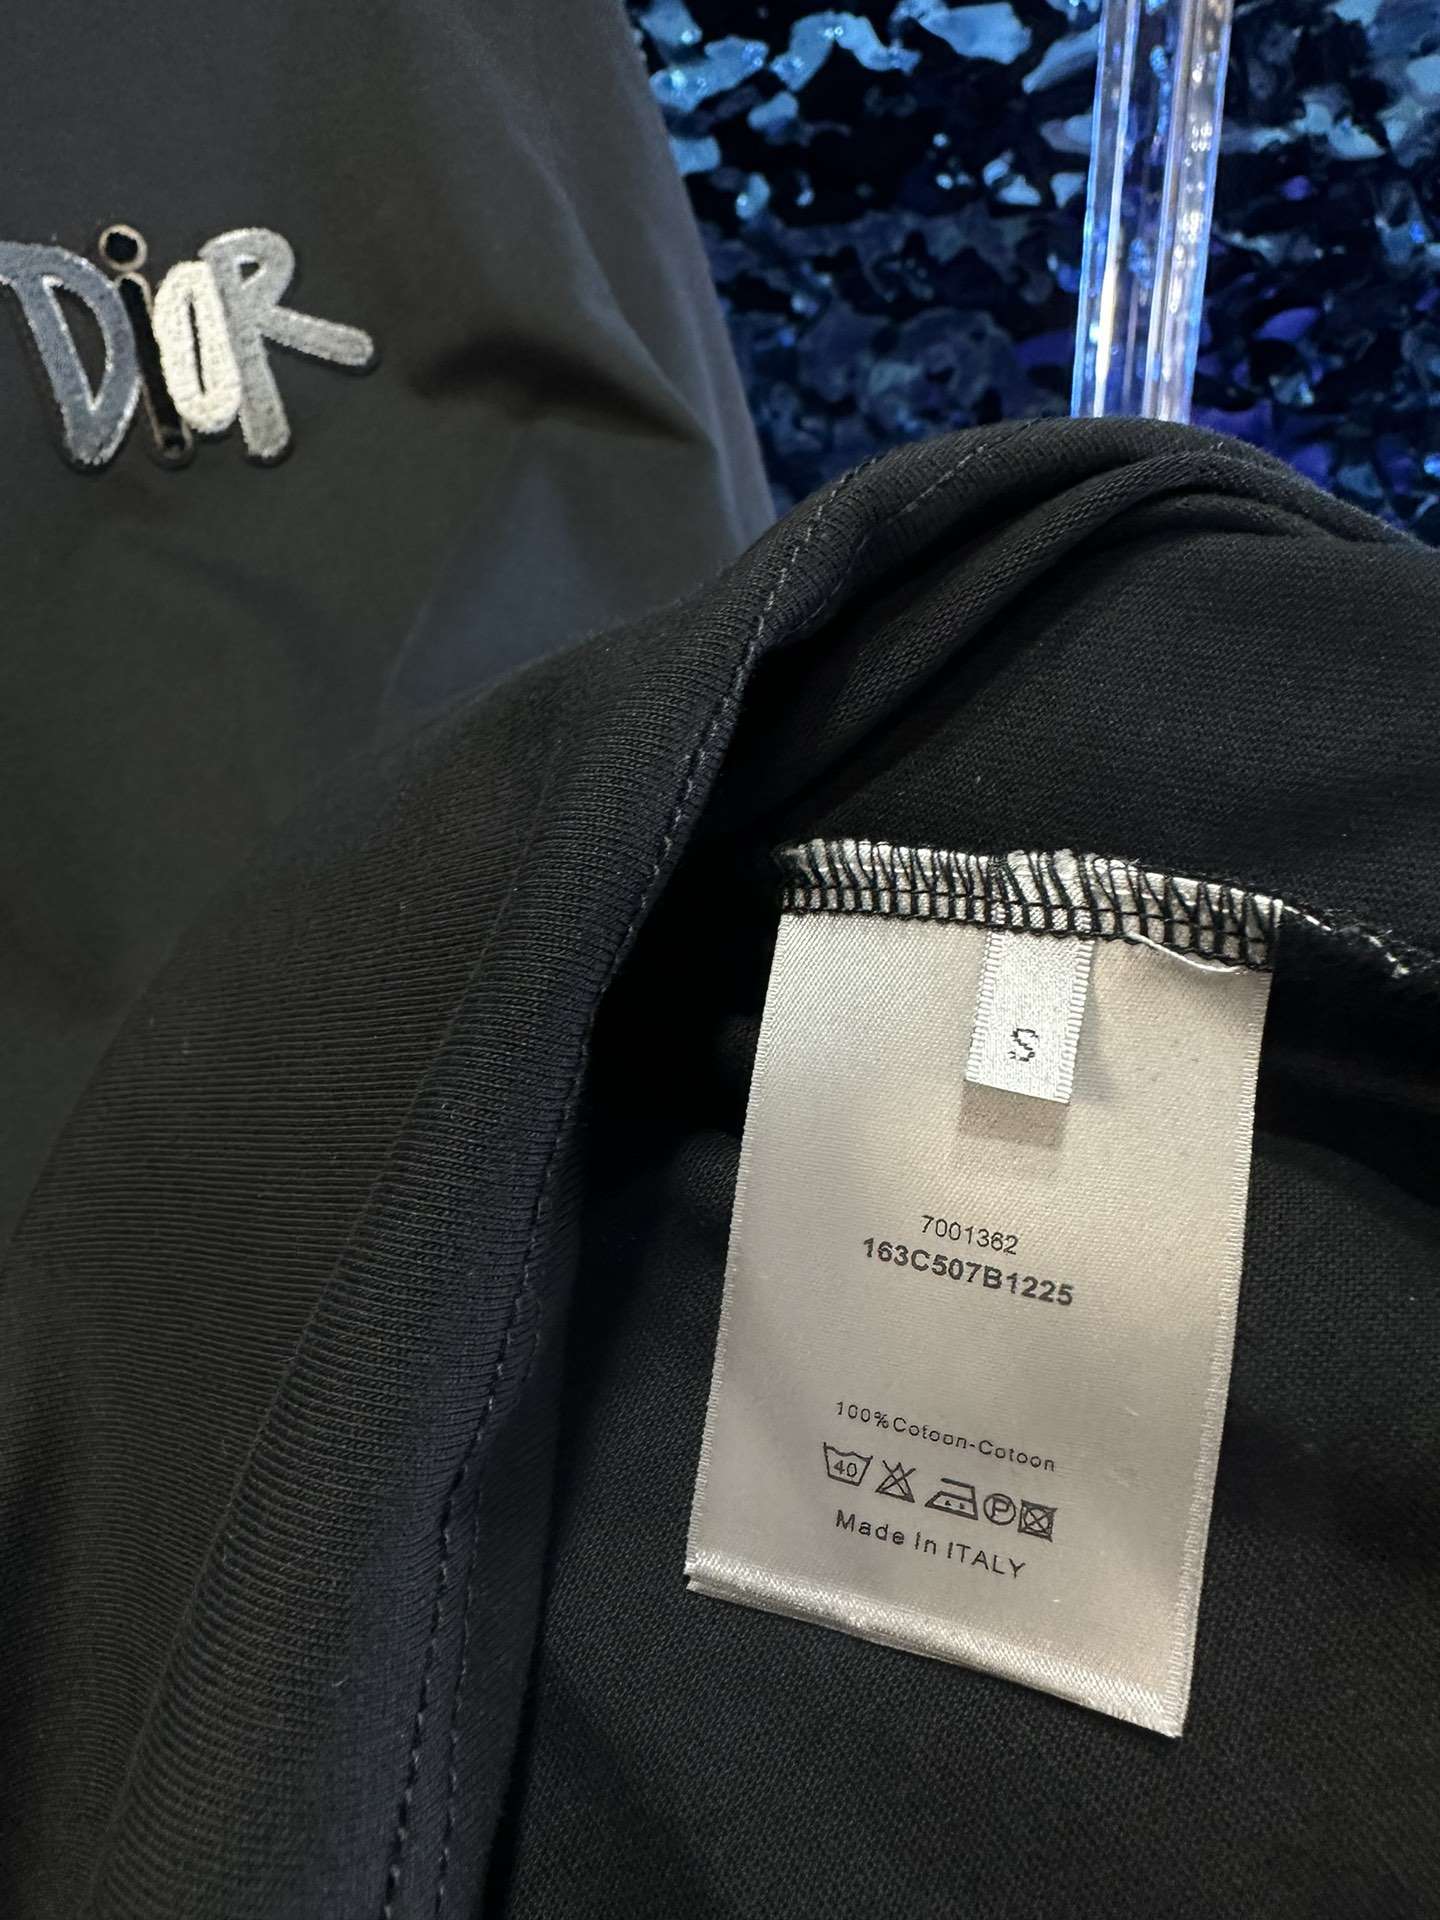 DiOR
S
7001362
163C507B1225
100%Cotoon-Cotoon
40
P
Made In ITALY